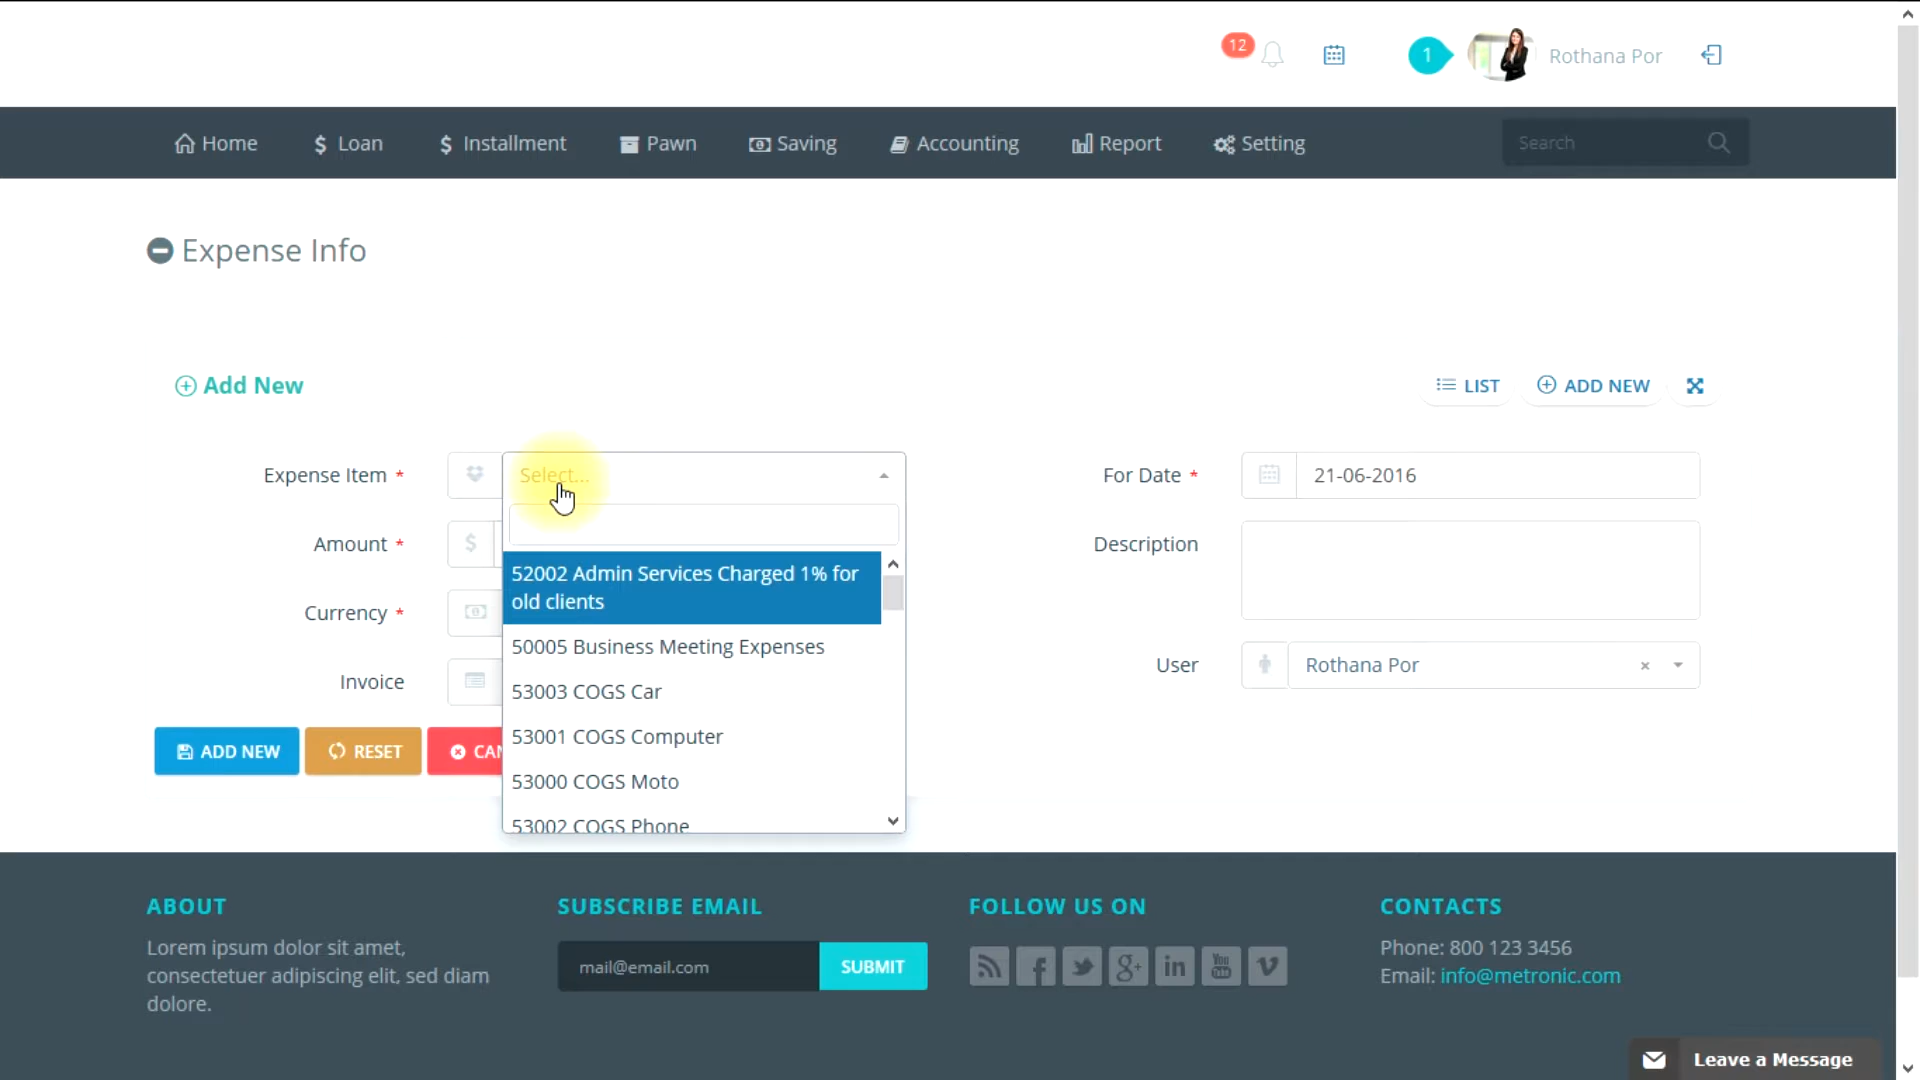 12
1
Rothana Por
Home
Loan
Installment
Pawn
Saving
Accounting
Report
Setting
Search
Expense Info
Add New
LIST
ADD NEW
Expense Item *
Select...
For Date *
21-06-2016
Amount *
Description
52002 Admin Services Charged 1% for
old clients
Currency *
50005 Business Meeting Expenses
User
Rothana Por
Invoice
53003 COGS Car
53001 COGS Computer
ADD NEW
RESET
CAN
53000 COGS Moto
53002 COGS Phone
ABOUT
Lorem ipsum dolor sit amet,
consectetuer adipiscing elit, sed diam
dolore.
SUBSCRIBE EMAIL
mail@email.com
SUBMIT
FOLLOW US ON
CONTACTS
Phone: 800 123 3456
Email: info@metronic.com
Leave a Message